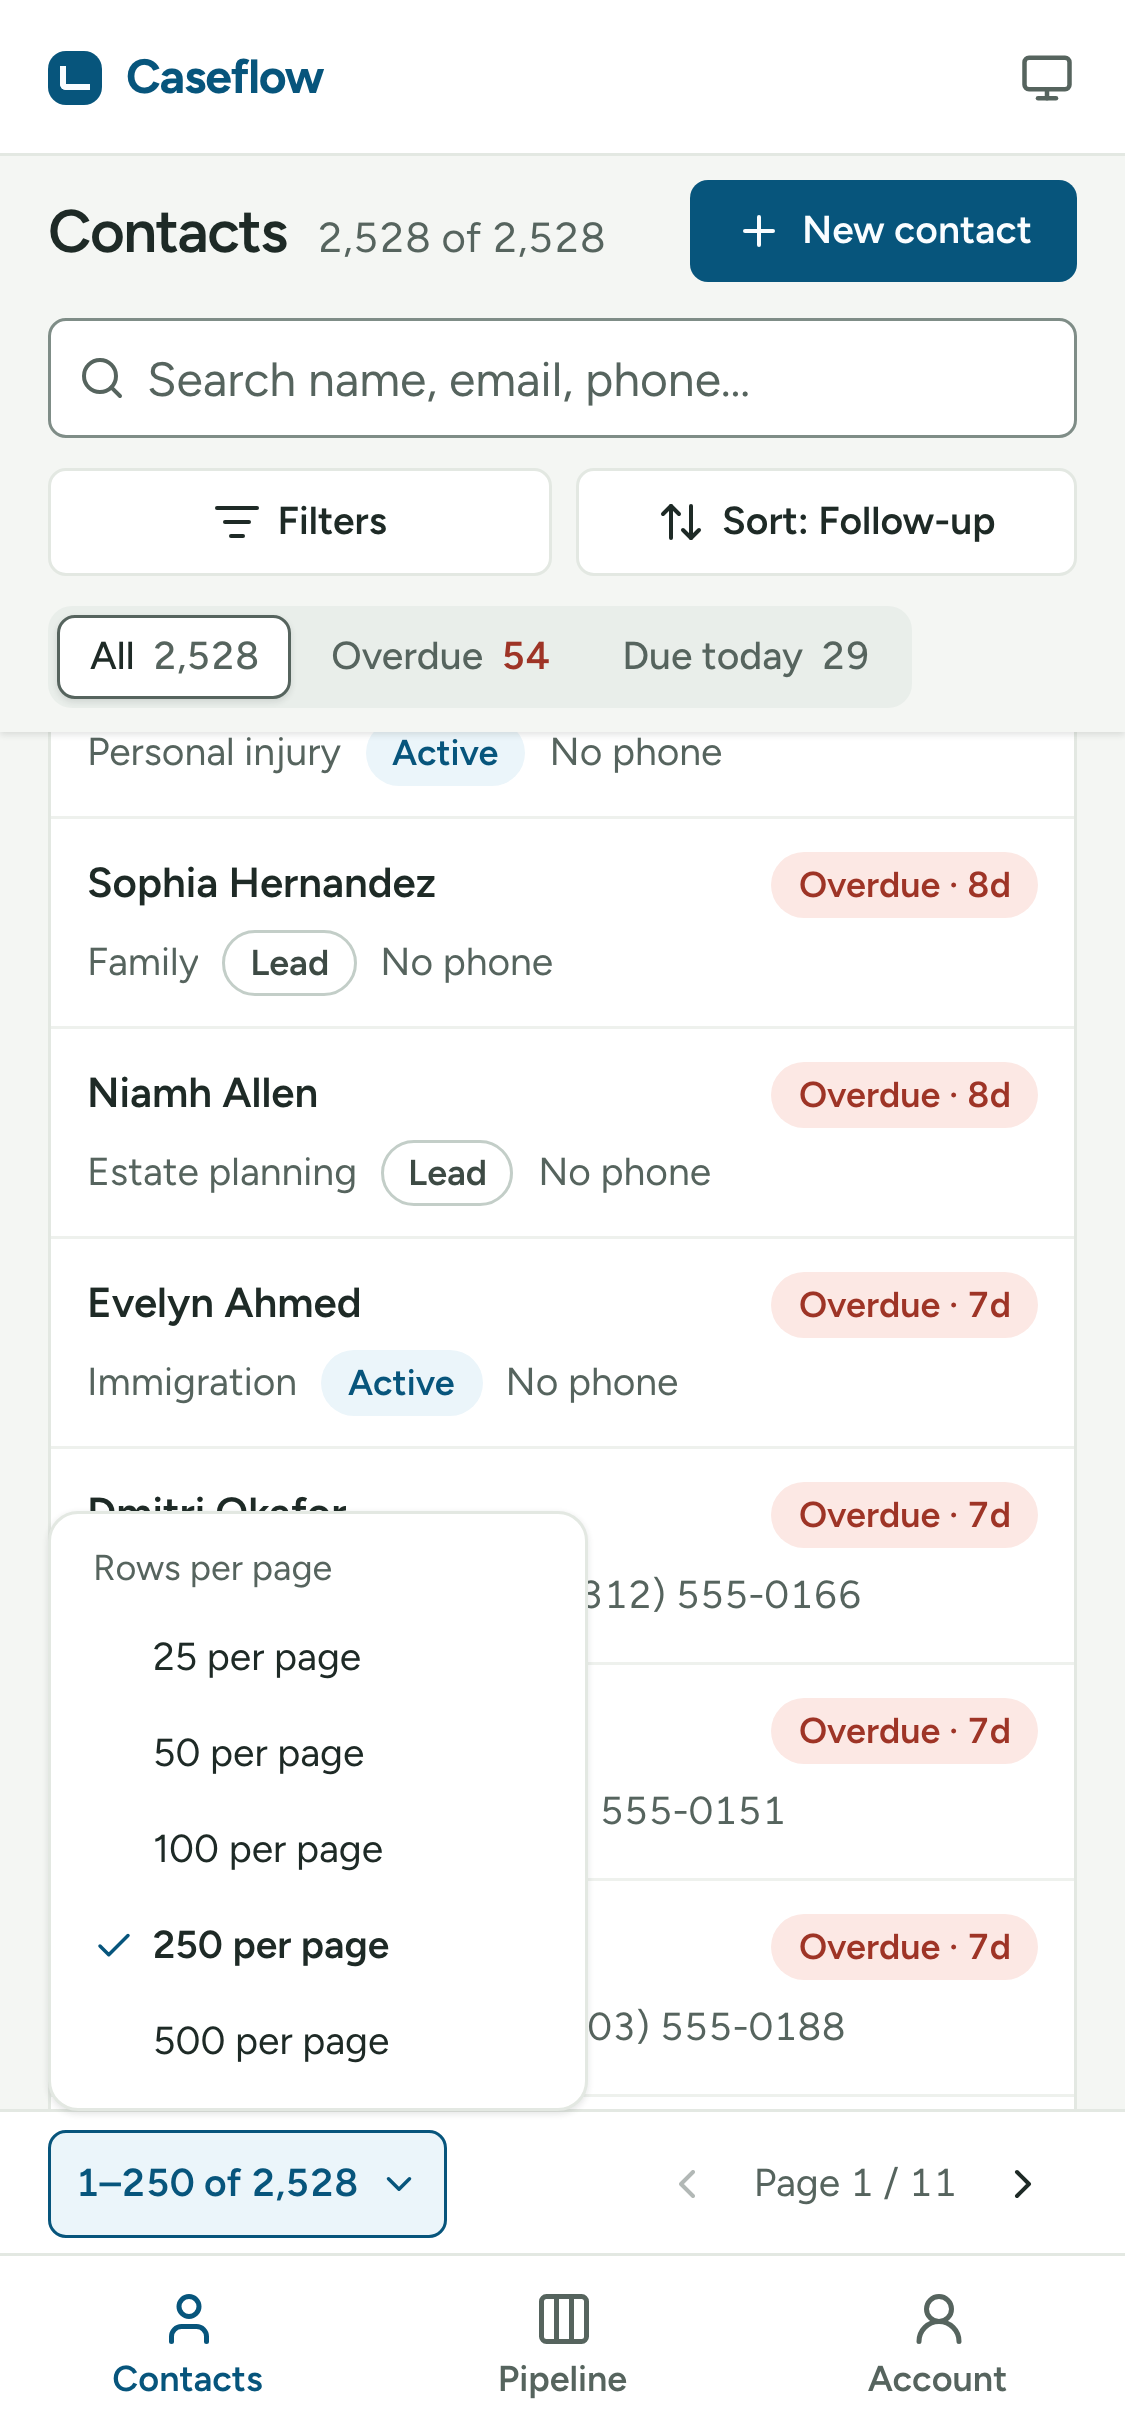 Caseflow
Contacts 2,528 of 2,528
New contact
Search name, email, phone...
Filters
Sort: Follow-up
All 2,528
Overdue 54
Due today 29
Personal injury Active No phone
Sophia Hernandez Overdue · 8d
Family Lead No phone
Niamh Allen Overdue · 8d
Estate planning Lead No phone
Evelyn Ahmed Overdue · 7d
Immigration Active No phone
Dmitri Okafor Overdue · 7d
312) 555-0166
Overdue · 7d
555-0151
Overdue · 7d
03) 555-0188
Rows per page
25 per page
50 per page
100 per page
250 per page
500 per page
1–250 of 2,528
Page 1 / 11
Contacts
Pipeline
Account